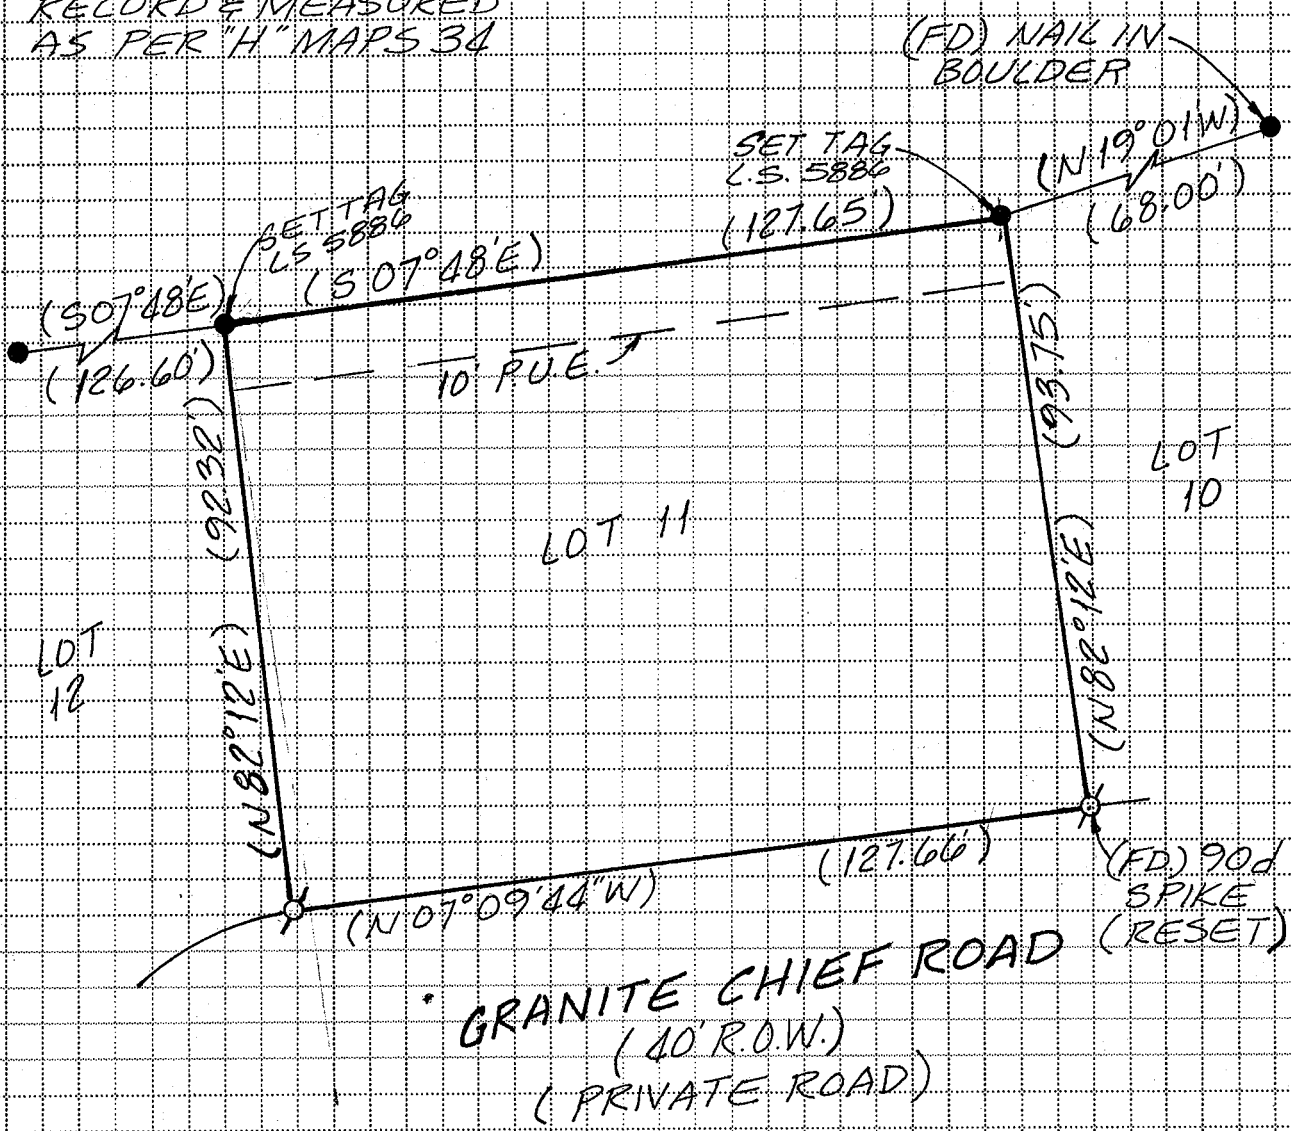 RECORD & MEASURED
AS PER "H" MAPS 34
(FD) NAIL IN
BOULDER
SET TAG
L.S. 5886
(N 19°01'W)
(68.00')
SET TAG
LS 5886
(S 07°48'E)
(127.65')
(S 07°48'E)
(126.60')
10' P.U.E.
(92.32')
(93.75')
LOT
10
LOT 11
LOT
12
(N 82°12'E)
(N 82°12'E)
(N 07°09'44"W)
(127.66')
(FD) 90d
SPIKE
(RESET)
GRANITE CHIEF ROAD
(40' R.O.W.)
(PRIVATE ROAD)